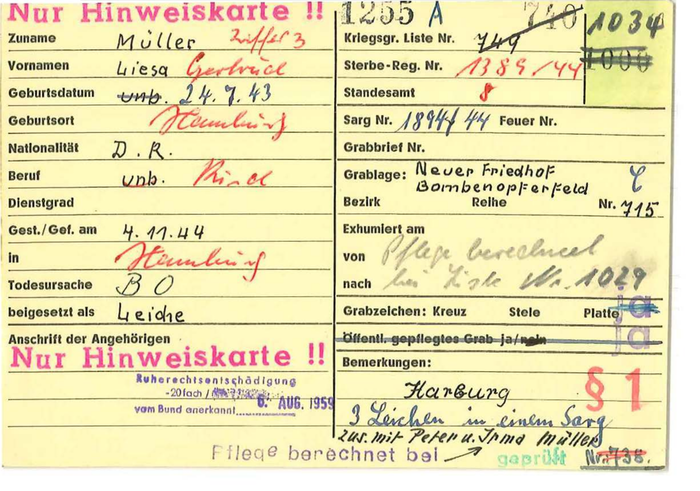 Nur Hinweiskarte !!
Zuname Müller Ziffer 3
Vornamen Liesa Gertrud
Geburtsdatum unb. 24.7.43
Geburtsort Hamburg
Nationalität D.R.
Beruf unb. Kind
Dienstgrad
Gest./Gef. am 4.11.44
in Hamburg
Todesursache BO
beigesetzt als Leiche
Anschrift der Angehörigen
Nur Hinweiskarte !!
Ruherechtsentschädigung
-20fach /
vom Bund anerkannt 6. AUG. 1959
1255 A 740 1034
Kriegsgr. Liste Nr. 749 1000
Sterbe-Reg. Nr. 1389/44
Standesamt 8
Sarg Nr. 1894/44 Feuer Nr.
Grabbrief Nr.
Grablage: Neuer Friedhof
Bombenopferfeld
Bezirk Reihe Nr. 715
Exhumiert am
von Pflege berechnet
nach bei Liste Nr. 1029
Grabzeichen: Kreuz Stele Platte ja
Öffentl. gepflegtes Grab ja/nein ja
Bemerkungen: § 1
Harburg
3 Leichen in einem Sarg
zus. mit Peter u. Irma Müller
Pflege berechnet bei geprüft Nr. 738.